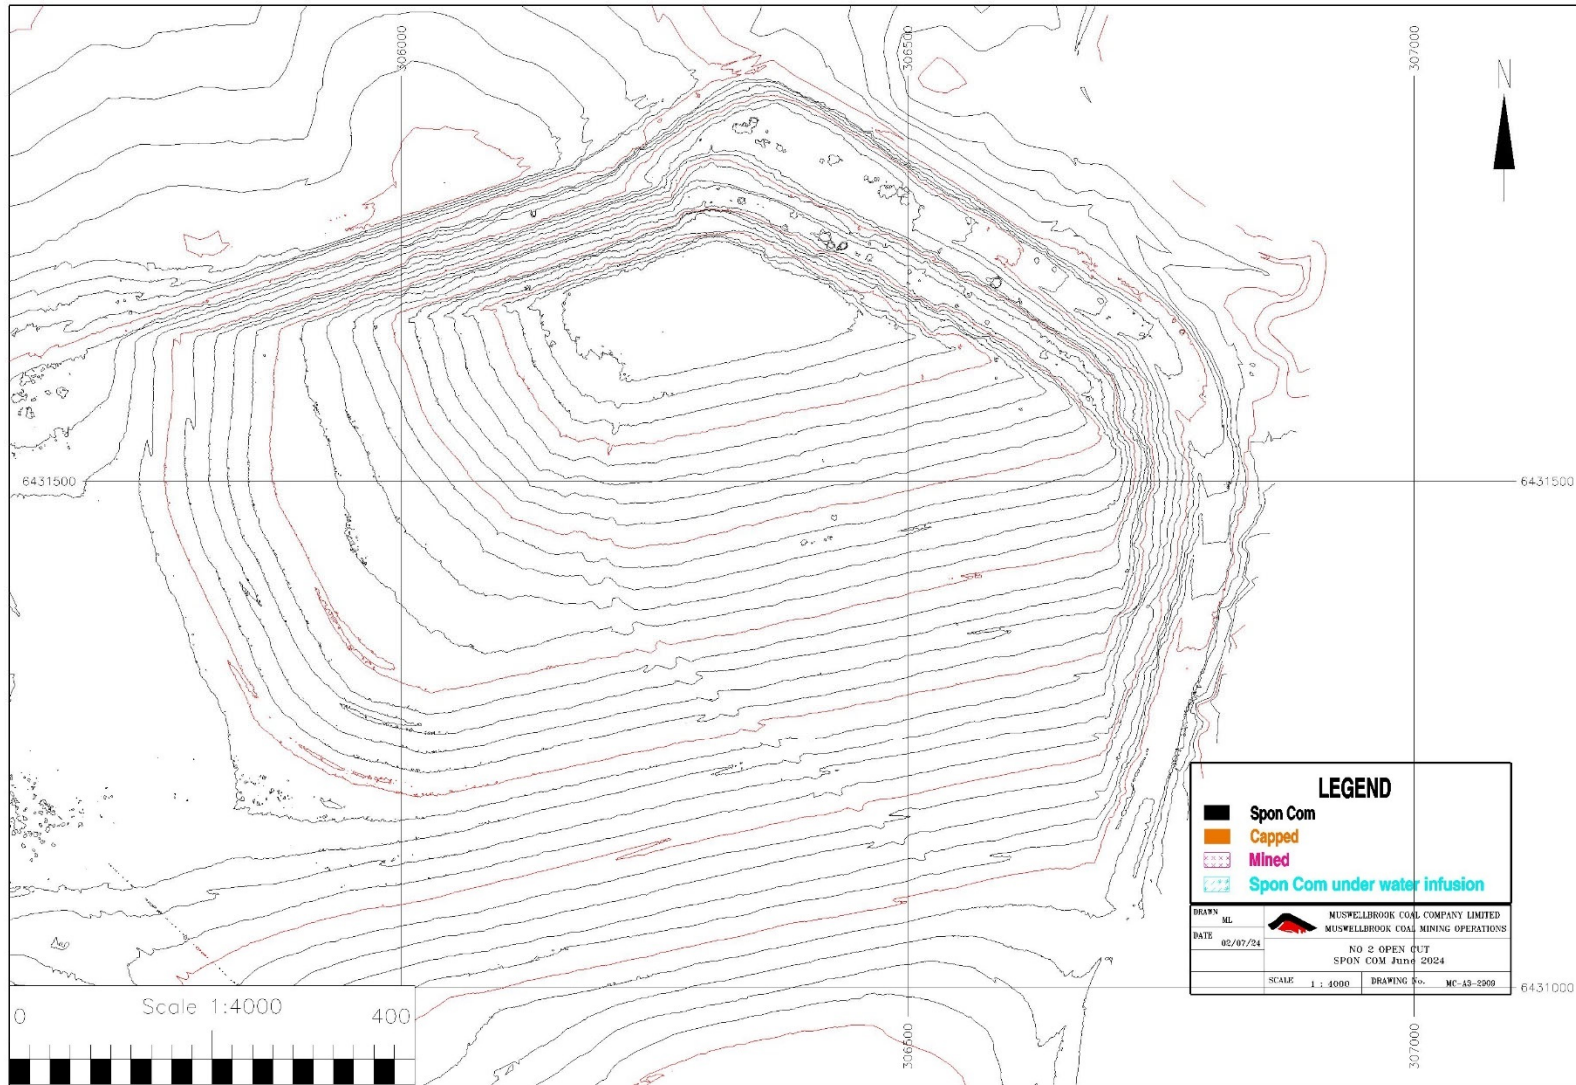 306000
306500
307000
N
6431500
6431500
LEGEND
Spon Com
Capped
Mined
Spon Com under water infusion
DRAWN
ML
DATE
02/07/24
MUSWELLBROOK COAL COMPANY LIMITED
MUSWELLBROOK COAL MINING OPERATIONS
NO 2 OPEN CUT
SPON COM June 2024
SCALE
1 : 4000
DRAWING No.
MC-A3-2909
6431000
Scale 1:4000
0
400
306500
307000